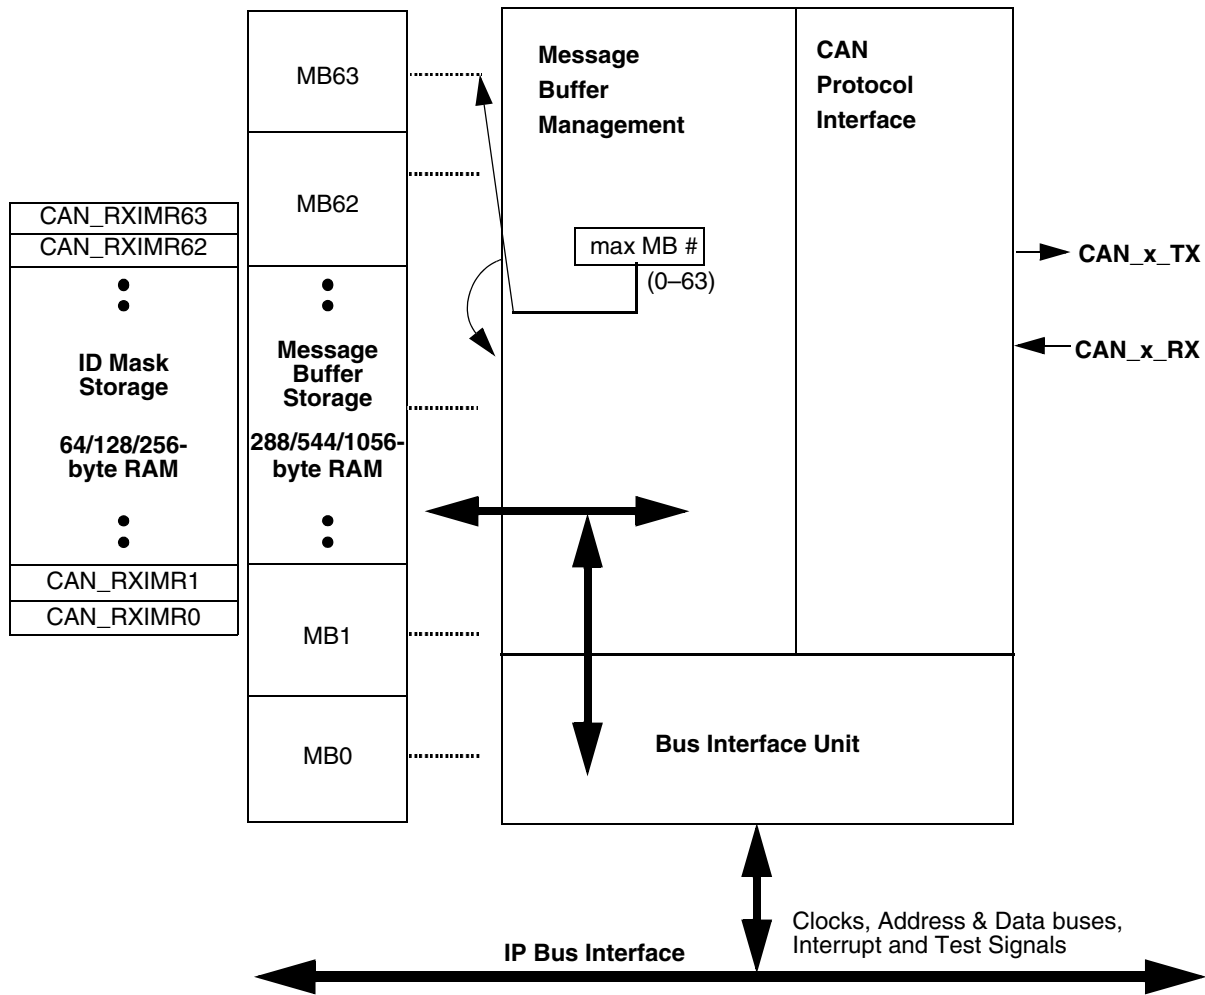 MB63
MB62
CAN_RXIMR63
CAN_RXIMR62
ID Mask
Storage
64/128/256-
byte RAM
CAN_RXIMR1
CAN_RXIMR0
Message
Buffer
Storage
288/544/1056-
byte RAM
MB1
MB0
Message
Buffer
Management
max MB #
(0–63)
CAN
Protocol
Interface
CAN_x_TX
CAN_x_RX
Bus Interface Unit
Clocks, Address & Data buses,
Interrupt and Test Signals
IP Bus Interface